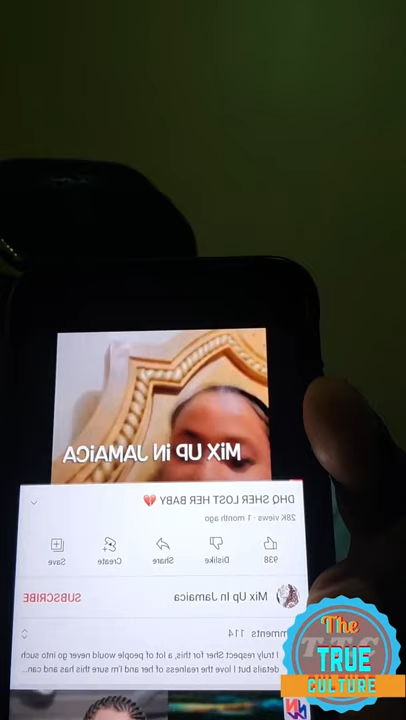 MiX UP iN JAMAiCA
DHQ SHER LOST HER BABY 💔
28K views · 1 month ago
938
Dislike
Share
Create
Save
Mix Up In Jamaica
SUBSCRIBE
114
I truly respect Sher for this, a lot of people would never go into such
details but I love the realness of her and I'm sure this has and can...
The
T.T.C
TRUE
CULTURE